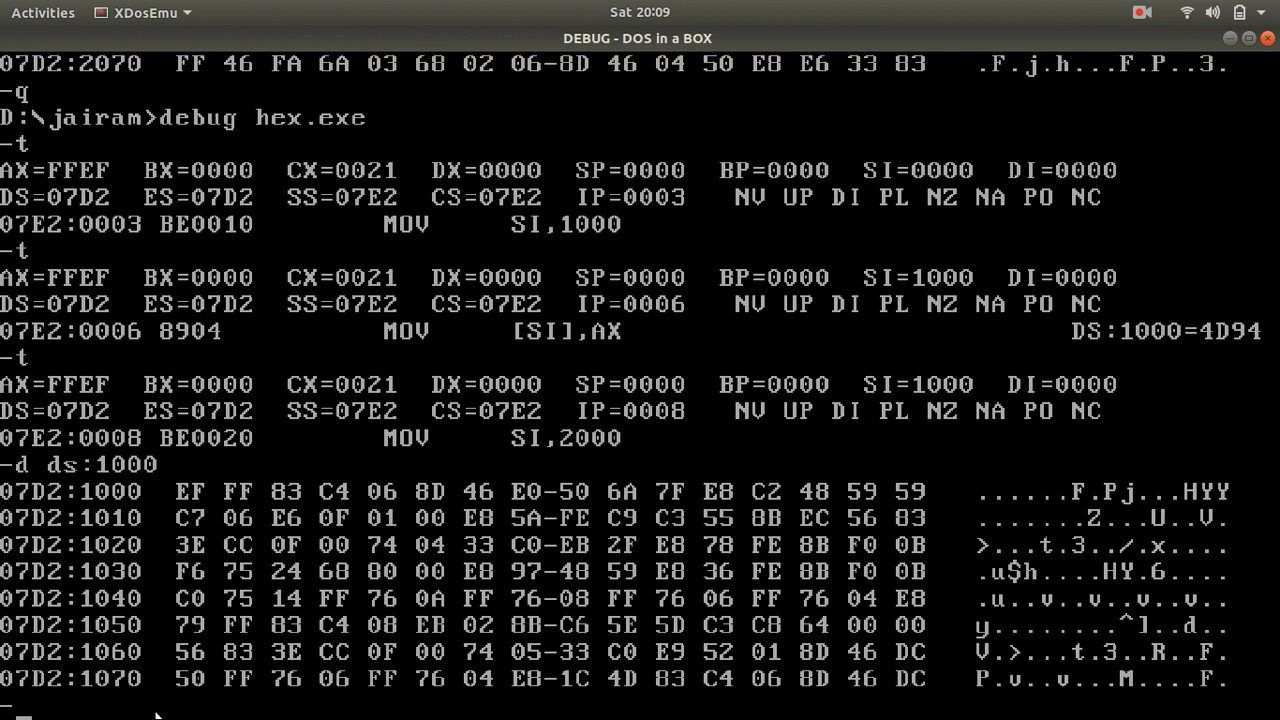 Activities XDosEmu Sat 20:09
DEBUG - DOS in a BOX
07D2:2070 FF 46 FA 6A 03 68 02 06-8D 46 04 50 E8 E6 33 83 .F.j.h...F.P..3.
-q
D:\jairam>debug hex.exe
-t
AX=FFEF BX=0000 CX=0021 DX=0000 SP=0000 BP=0000 SI=0000 DI=0000
DS=07D2 ES=07D2 SS=07E2 CS=07E2 IP=0003 NV UP DI PL NZ NA PO NC
07E2:0003 BE0010 MOV SI,1000
-t
AX=FFEF BX=0000 CX=0021 DX=0000 SP=0000 BP=0000 SI=1000 DI=0000
DS=07D2 ES=07D2 SS=07E2 CS=07E2 IP=0006 NV UP DI PL NZ NA PO NC
07E2:0006 8904 MOV [SI],AX DS:1000=4D94
-t
AX=FFEF BX=0000 CX=0021 DX=0000 SP=0000 BP=0000 SI=1000 DI=0000
DS=07D2 ES=07D2 SS=07E2 CS=07E2 IP=0008 NV UP DI PL NZ NA PO NC
07E2:0008 BE0020 MOV SI,2000
-d ds:1000
07D2:1000 EF FF 83 C4 06 8D 46 E0-50 6A 7F E8 C2 48 59 59 ......F.Pj...HYY
07D2:1010 C7 06 E6 0F 01 00 E8 5A-FE C9 C3 55 8B EC 56 83 .......Z...U..V.
07D2:1020 3E CC 0F 00 74 04 33 C0-EB 2F E8 78 FE 8B F0 0B >...t.3../.x....
07D2:1030 F6 75 24 68 80 00 E8 97-48 59 E8 36 FE 8B F0 0B .u$h....HY.6....
07D2:1040 C0 75 14 FF 76 0A FF 76-08 FF 76 06 FF 76 04 E8 .u..v..v..v..v..
07D2:1050 79 FF 83 C4 08 EB 02 8B-C6 5E 5D C3 C8 64 00 00 y........^]..d..
07D2:1060 56 83 3E CC 0F 00 74 05-33 C0 E9 52 01 8D 46 DC V.>...t.3..R..F.
07D2:1070 50 FF 76 06 FF 76 04 E8-1C 4D 83 C4 06 8D 46 DC P.v..v...M....F.
-